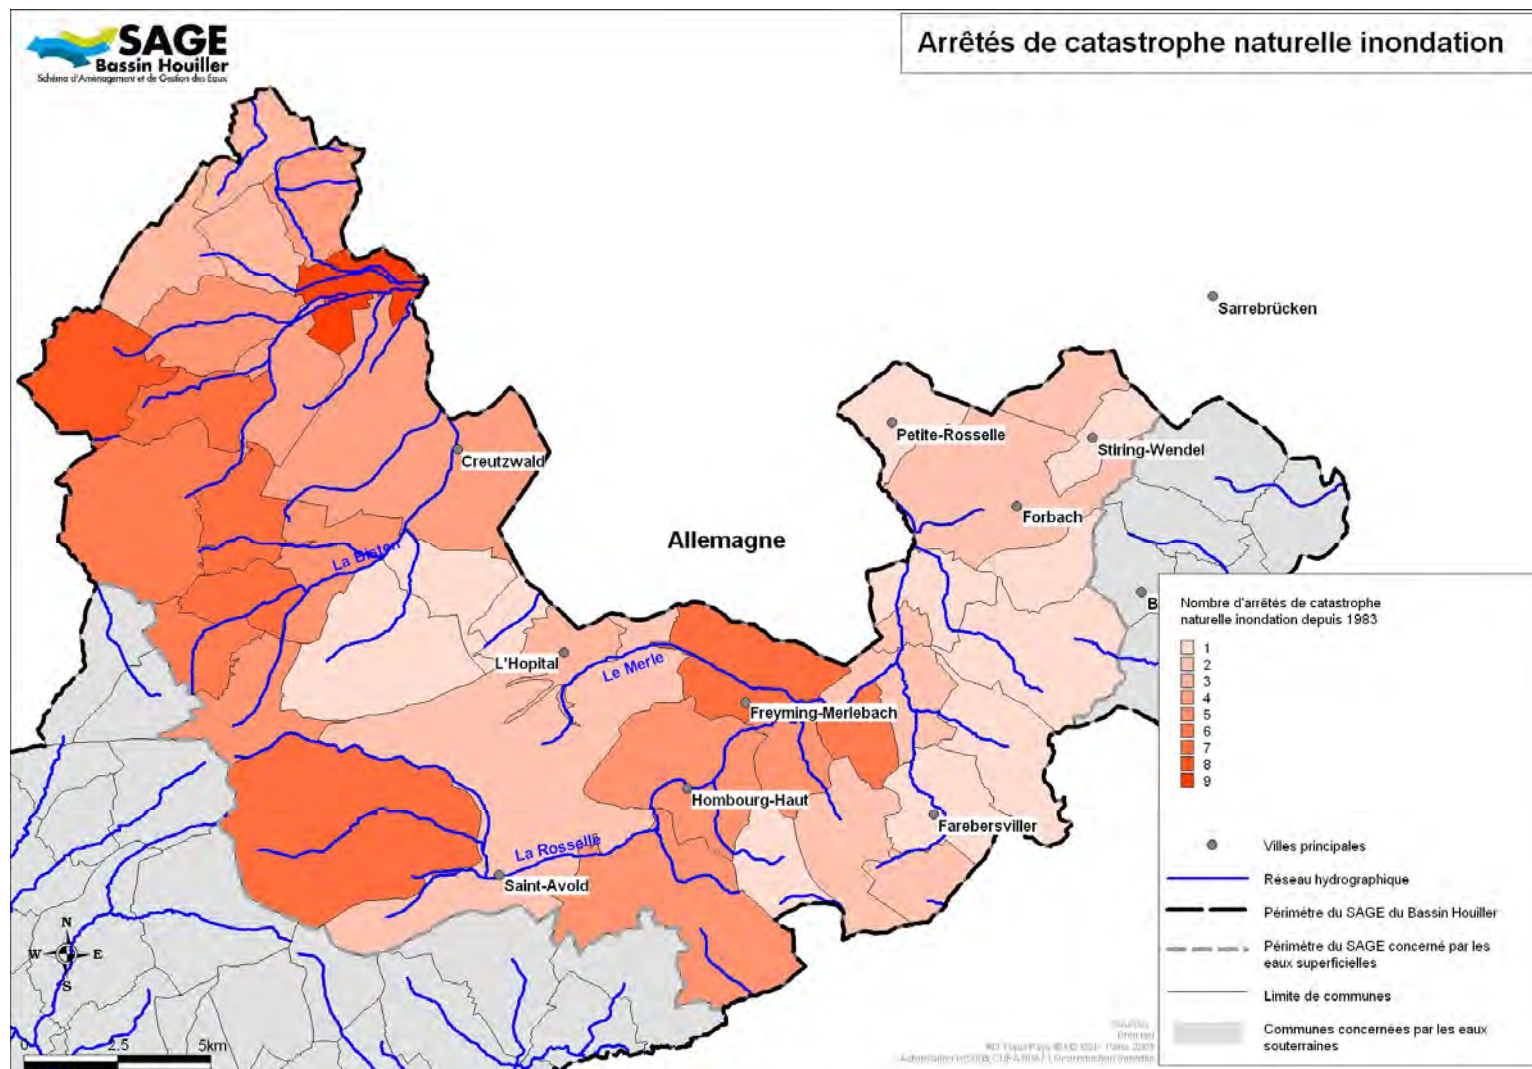 SAGE
Bassin Houiller
Schéma d'Aménagement et de Gestion des Eaux
Arrêtés de catastrophe naturelle inondation
Sarrebrücken
Petite-Rosselle
Stiring-Wendel
Creutzwald
Forbach
Allemagne
La Bisten
B
L'Hopital
Le Merle
Freyming-Merlebach
Hombourg-Haut
Farebersviller
La Rosselle
Saint-Avold
Nombre d'arrêtés de catastrophe
naturelle inondation depuis 1983
1
2
3
4
5
6
7
8
9
Villes principales
Réseau hydrographique
Périmètre du SAGE du Bassin Houiller
Périmètre du SAGE concerné par les
eaux superficielles
Limite de communes
Communes concernées par les eaux
souterraines
N
W E
S
0 2.5 5km